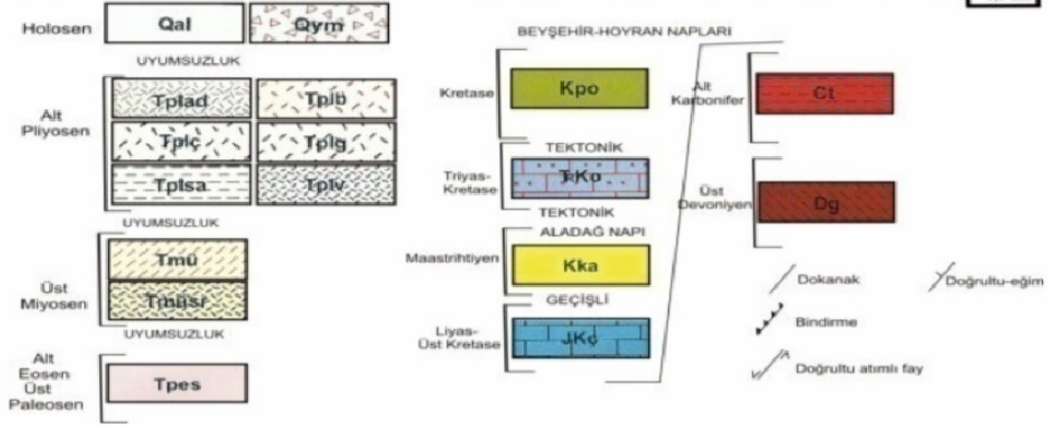 Holosen
Qal
Qym
UYUMSUZLUK
Alt
Pliyosen
Tplad
Tplb
Tplç
Tplg
Tplsa
Tplv
UYUMSUZLUK
Üst
Miyosen
Tmü
Tmüsr
UYUMSUZLUK
Alt
Eosen
Üst
Paleosen
Tpes
BEYŞEHİR-HOYRAN NAPLARI
Kretase
Kpo
TEKTONİK
Triyas-
Kretase
TEKTONİK
ALADAĞ NAPI
Maastrihtiyen
Kka
GEÇİŞLİ
Liyas-
Üst Kretase
JKç
Alt
Karbonifer
Üst
Devoniyen
Dg
Dokanak
Doğrultu-eğim
Bindirme
Doğrultu atımlı fay